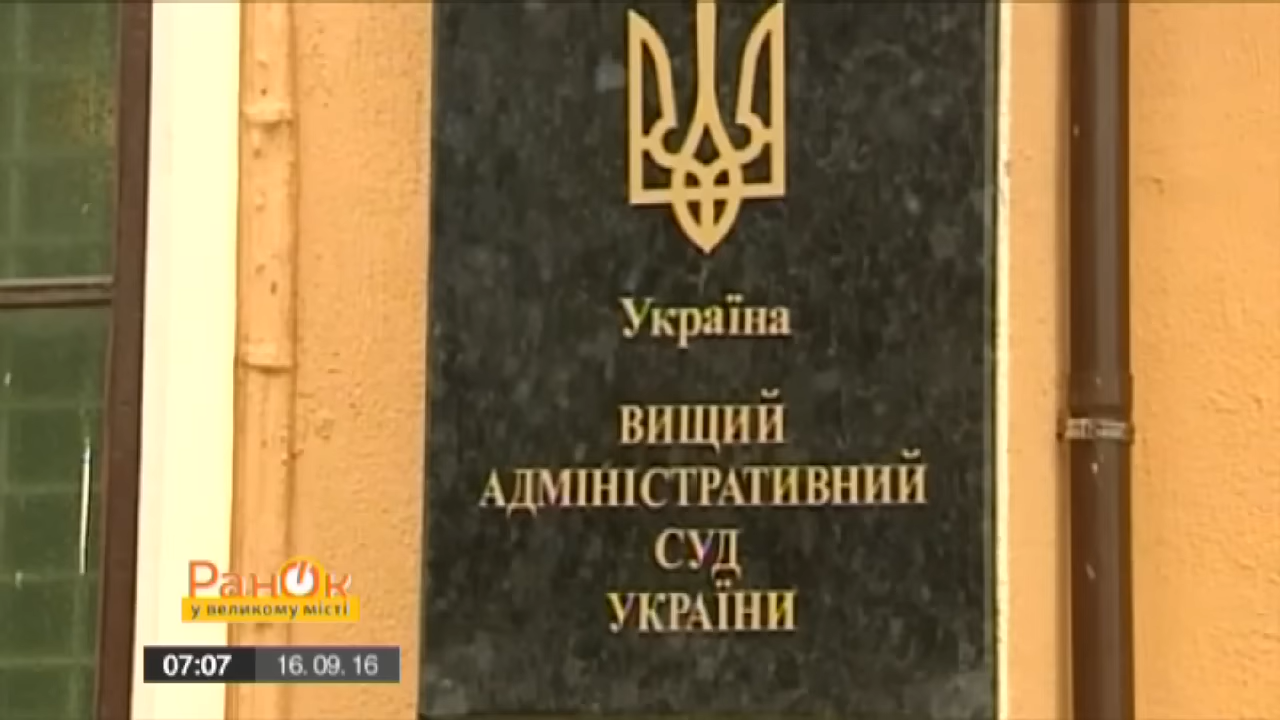 Україна
ВИЩИЙ
АДМІНІСТРАТИВНИЙ
СУД
УКРАЇНИ
Ранок
у великому місті
07:07 16. 09. 16